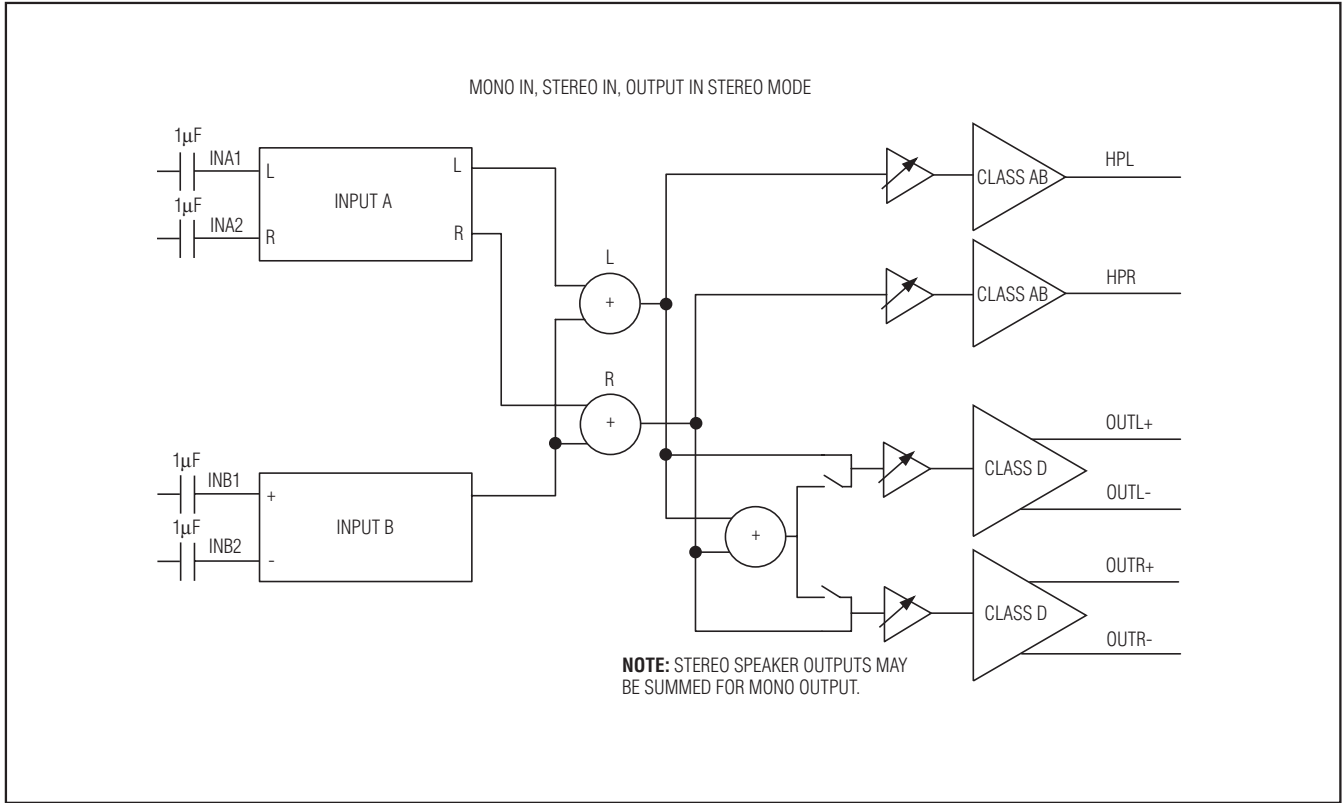 MONO IN, STEREO IN, OUTPUT IN STEREO MODE
1μF
INA1
L
L
INPUT A
1μF
INA2
R
R
L
+
R
+
CLASS AB
HPL
CLASS AB
HPR
1μF
INB1
+
INPUT B
1μF
INB2
-
+
CLASS D
OUTL+
OUTL-
CLASS D
OUTR+
OUTR-
NOTE: STEREO SPEAKER OUTPUTS MAY
BE SUMMED FOR MONO OUTPUT.